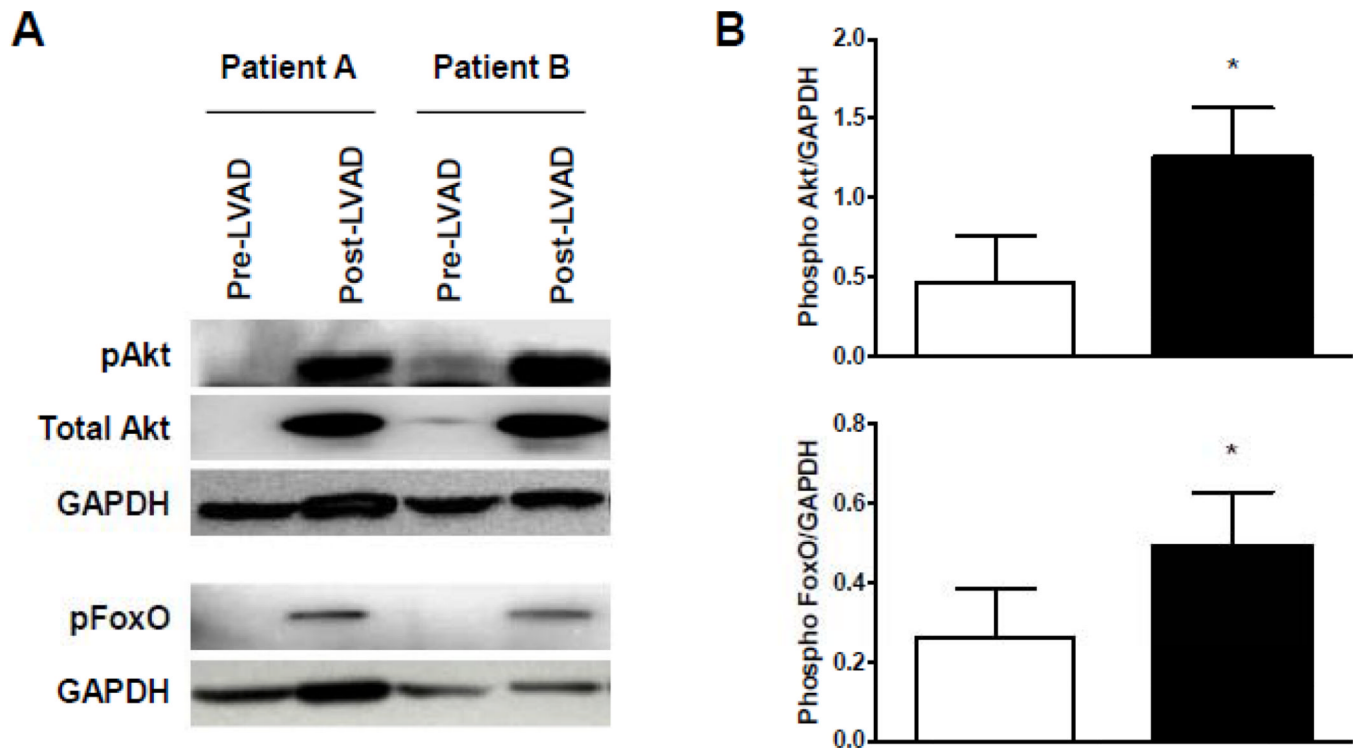 A
Patient A
Patient B
Pre-LVAD
Post-LVAD
Pre-LVAD
Post-LVAD
pAkt
Total Akt
GAPDH
pFoxO
GAPDH
B
Phospho Akt/GAPDH
2.0
1.5
1.0
0.5
0.0
*
Phospho FoxO/GAPDH
0.8
0.6
0.4
0.2
0.0
*